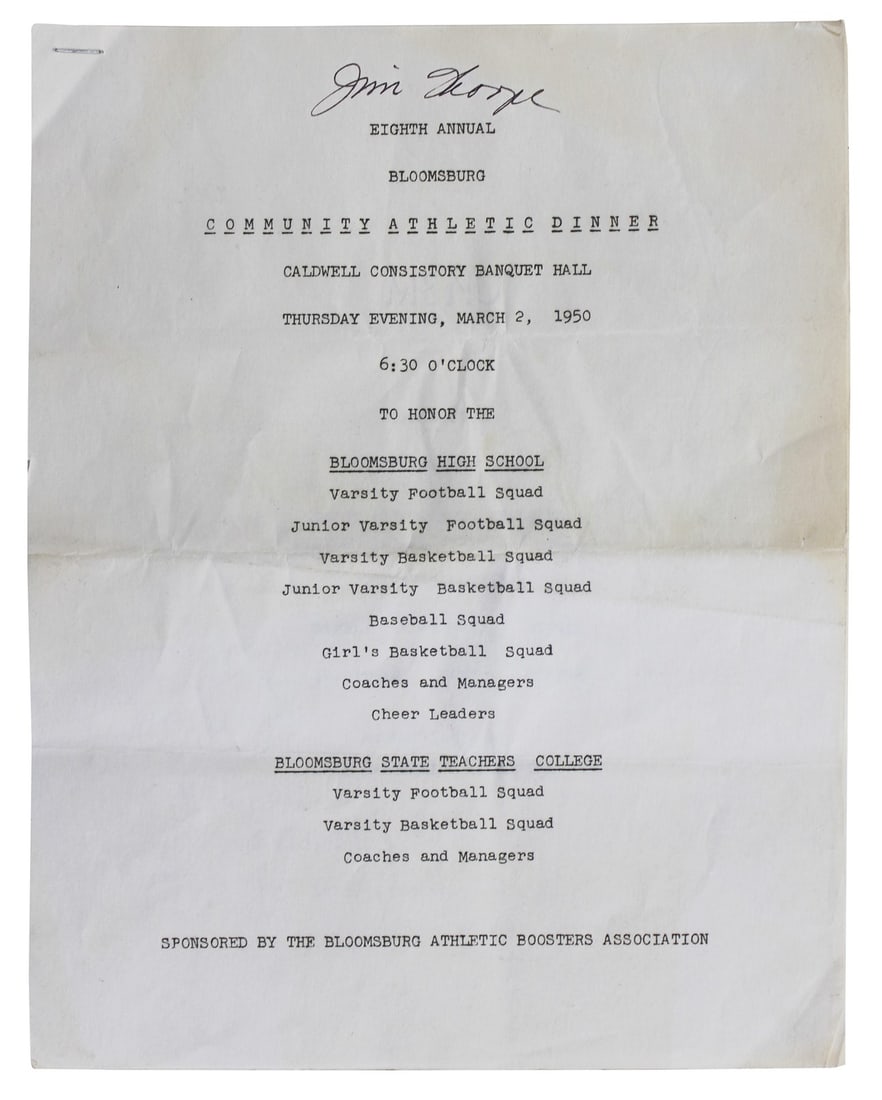 Jim Thorpe
EIGHTH ANNUAL
BLOOMSBURG
COMMUNITY ATHLETIC DINNER
CALDWELL CONSISTORY BANQUET HALL
THURSDAY EVENING, MARCH 2, 1950
6:30 O'CLOCK
TO HONOR THE
BLOOMSBURG HIGH SCHOOL
Varsity Football Squad
Junior Varsity Football Squad
Varsity Basketball Squad
Junior Varsity Basketball Squad
Baseball Squad
Girl's Basketball Squad
Coaches and Managers
Cheer Leaders
BLOOMSBURG STATE TEACHERS COLLEGE
Varsity Football Squad
Varsity Basketball Squad
Coaches and Managers
SPONSORED BY THE BLOOMSBURG ATHLETIC BOOSTERS ASSOCIATION